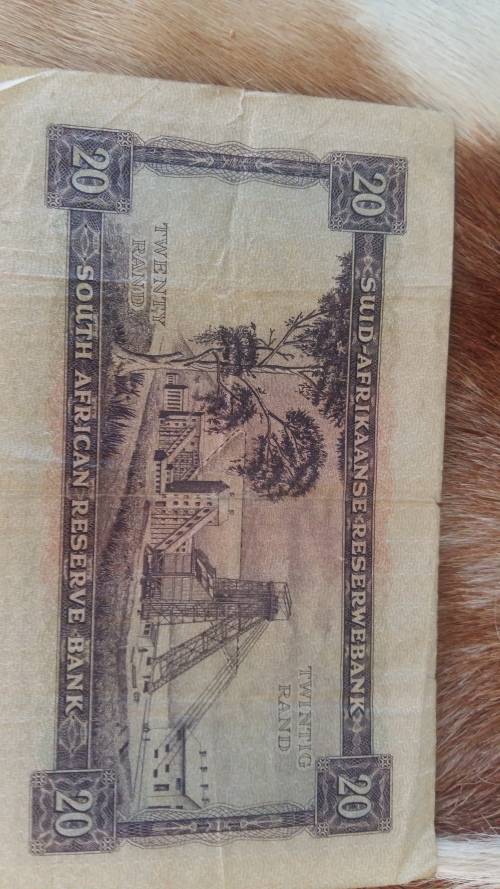 20 SUID-AFRIKAANSE RESERWEBANK 20
TWINTIG
RAND
TWENTY
RAND
20 SOUTH AFRICAN RESERVE BANK 20